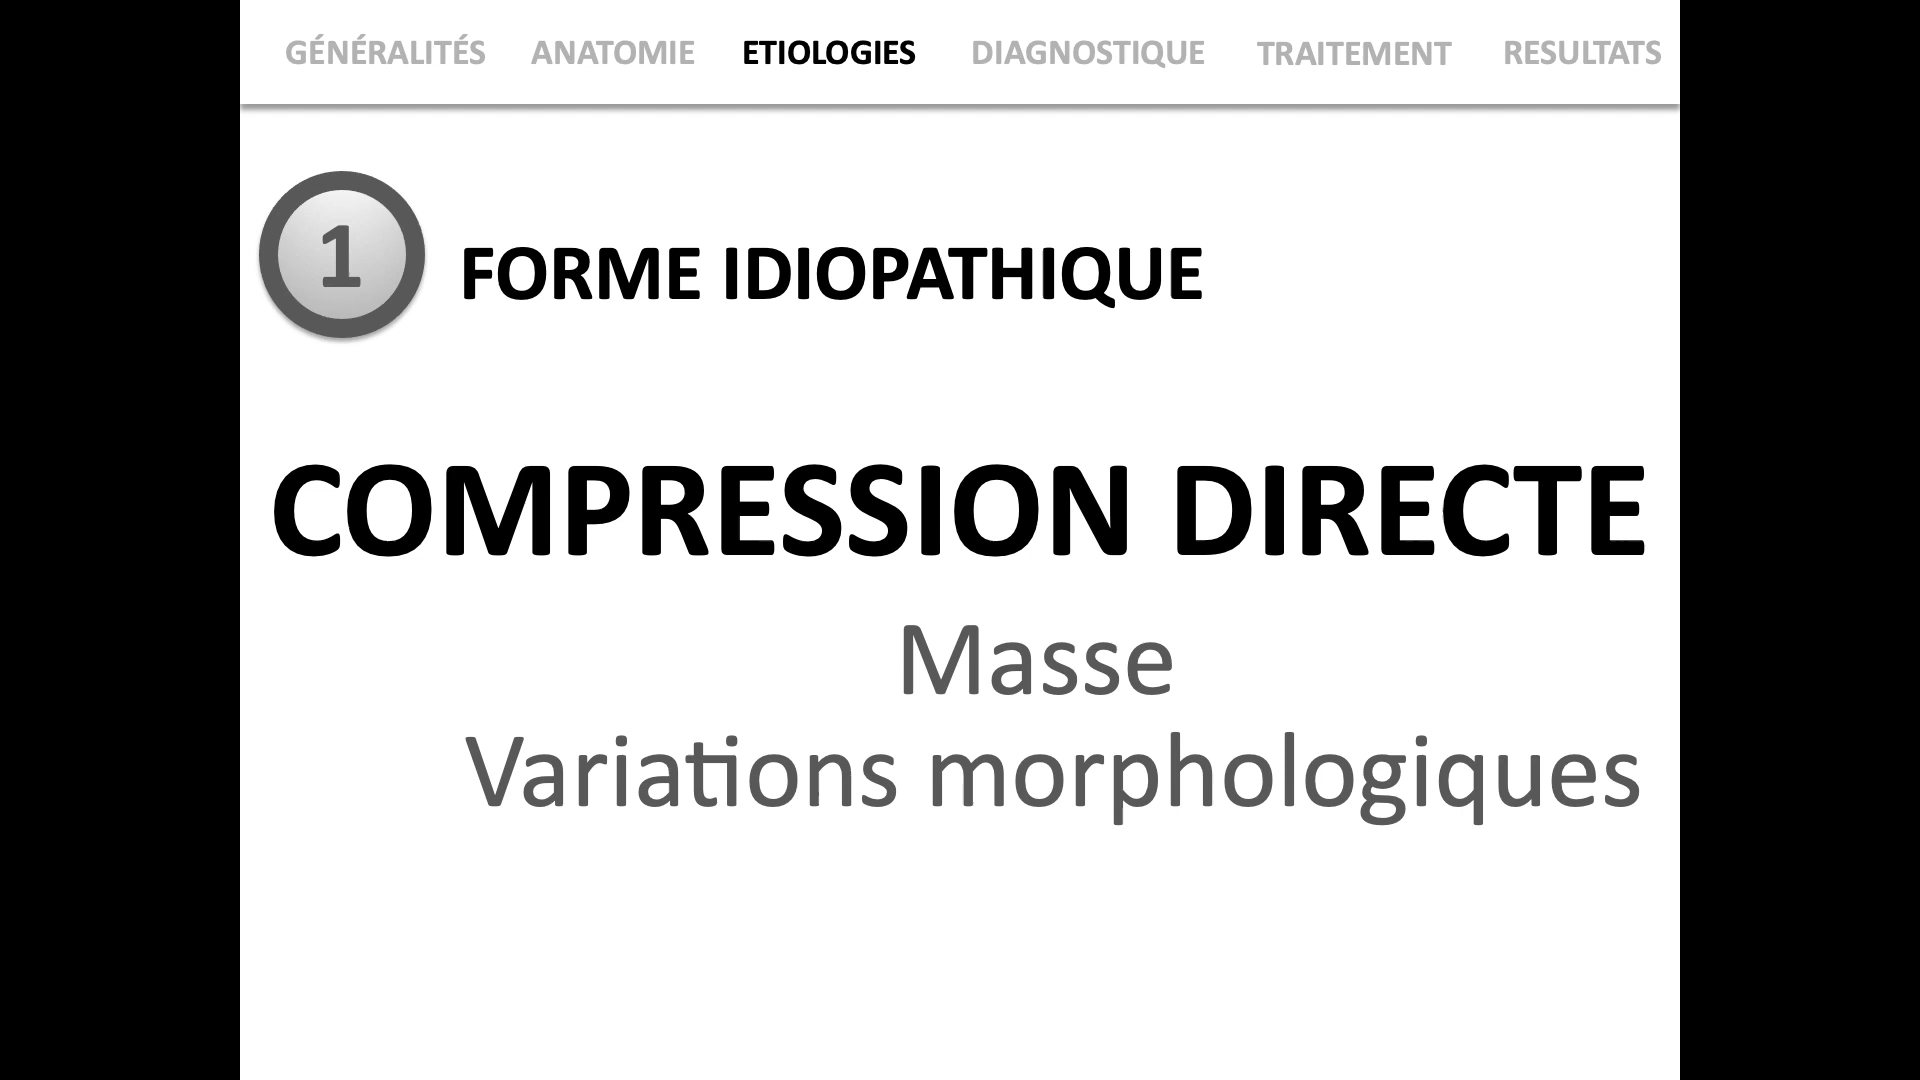 GÉNÉRALITÉS ANATOMIE ETIOLOGIES DIAGNOSTIQUE TRAITEMENT RESULTATS
1 FORME IDIOPATHIQUE
COMPRESSION DIRECTE
Masse
Variations morphologiques